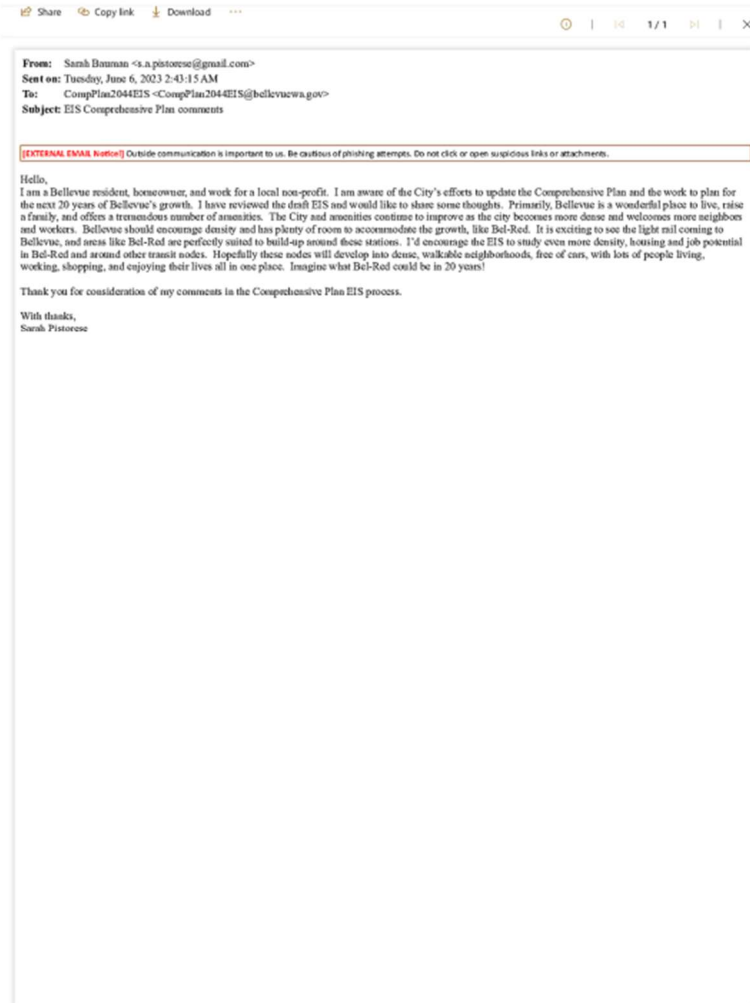 Share Copy link Download ...
1 / 1
From: Sarah Bauman <s.n.pistorese@gmail.com>
Sent on: Tuesday, June 6, 2023 2:43:15 AM
To: CompPlan2044EIS <CompPlan2044EIS@bellevuewa.gov>
Subject: EIS Comprehensive Plan comments
[EXTERNAL EMAIL Notice!] Outside communication is important to us. Be cautious of phishing attempts. Do not click or open suspicious links or attachments.
Hello,
I am a Bellevue resident, homeowner, and work for a local non-profit. I am aware of the City's efforts to update the Comprehensive Plan and the work to plan for
the next 20 years of Bellevue's growth. I have reviewed the draft EIS and would like to share some thoughts. Primarily, Bellevue is a wonderful place to live, raise
a family, and offers a tremendous number of amenities. The City and amenities continue to improve as the city becomes more dense and welcomes more neighbors
and workers. Bellevue should encourage density and has plenty of room to accommodate the growth, like Bel-Red. It is exciting to see the light rail coming to
Bellevue, and areas like Bel-Red are perfectly suited to build-up around these stations. I'd encourage the EIS to study even more density, housing and job potential
in Bel-Red and around other transit nodes. Hopefully these nodes will develop into dense, walkable neighborhoods, free of cars, with lots of people living,
working, shopping, and enjoying their lives all in one place. Imagine what Bel-Red could be in 20 years!
Thank you for consideration of my comments in the Comprehensive Plan EIS process.
With thanks,
Sarah Pistorese